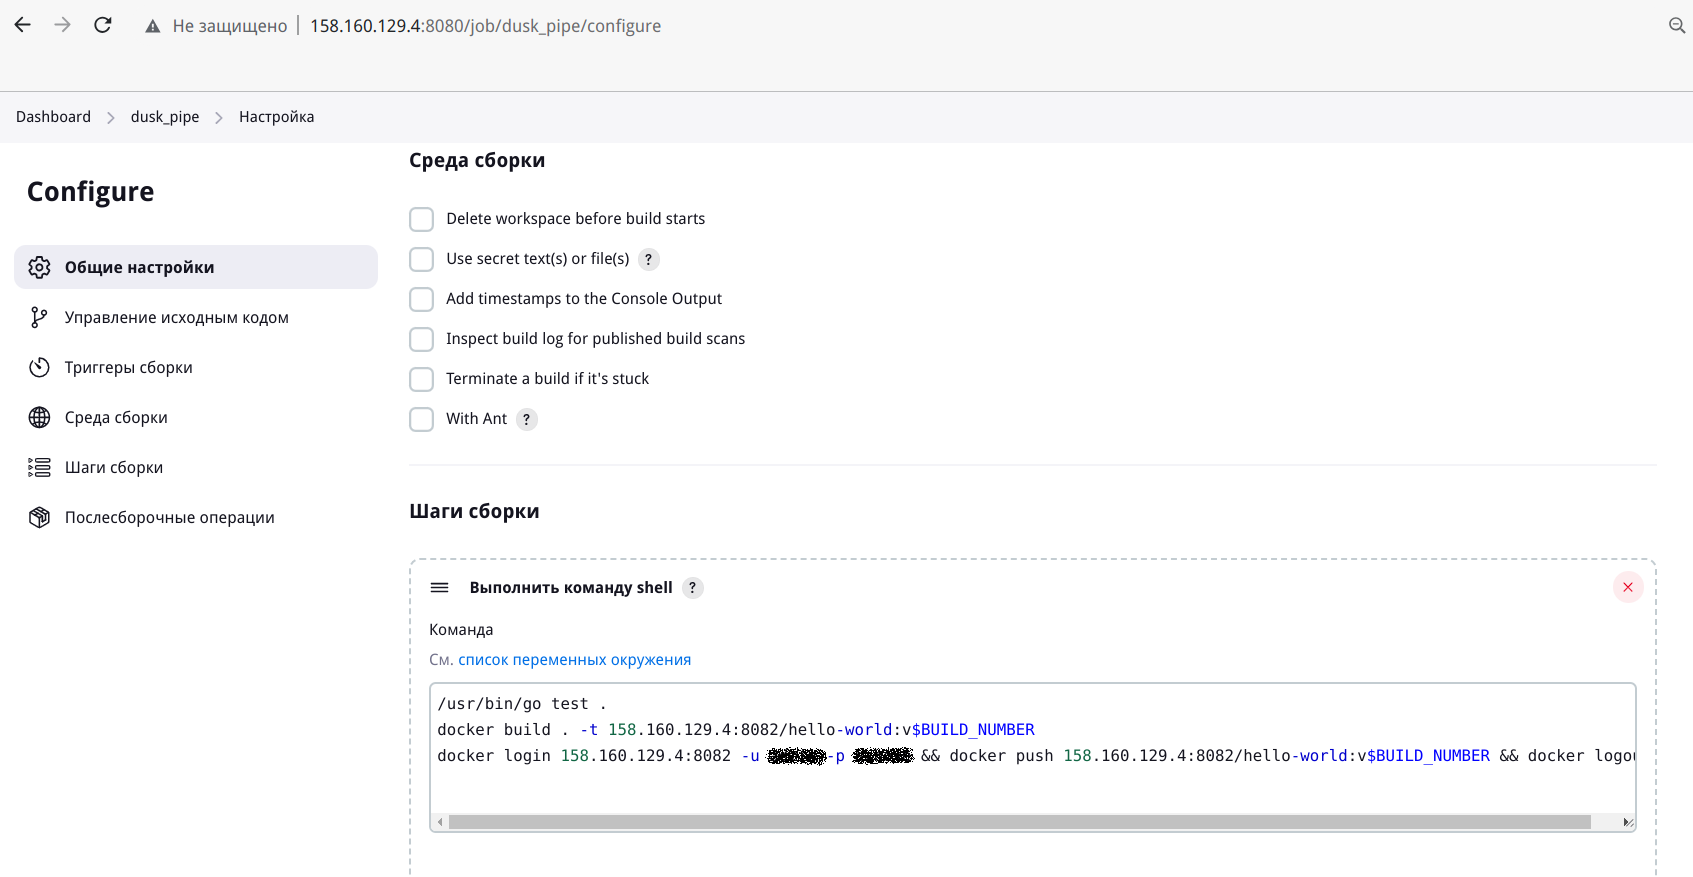 Не защищено 158.160.129.4:8080/job/dusk_pipe/configure
Dashboard dusk_pipe Настройка
Configure
Общие настройки
Управление исходным кодом
Триггеры сборки
Среда сборки
Шаги сборки
Послесборочные операции
Среда сборки
Delete workspace before build starts
Use secret text(s) or file(s) ?
Add timestamps to the Console Output
Inspect build log for published build scans
Terminate a build if it's stuck
With Ant ?
Шаги сборки
Выполнить команду shell ?
Команда
См. список переменных окружения
/usr/bin/go test .
docker build . -t 158.160.129.4:8082/hello-world:v$BUILD_NUMBER
docker login 158.160.129.4:8082 -u -p && docker push 158.160.129.4:8082/hello-world:v$BUILD_NUMBER && docker